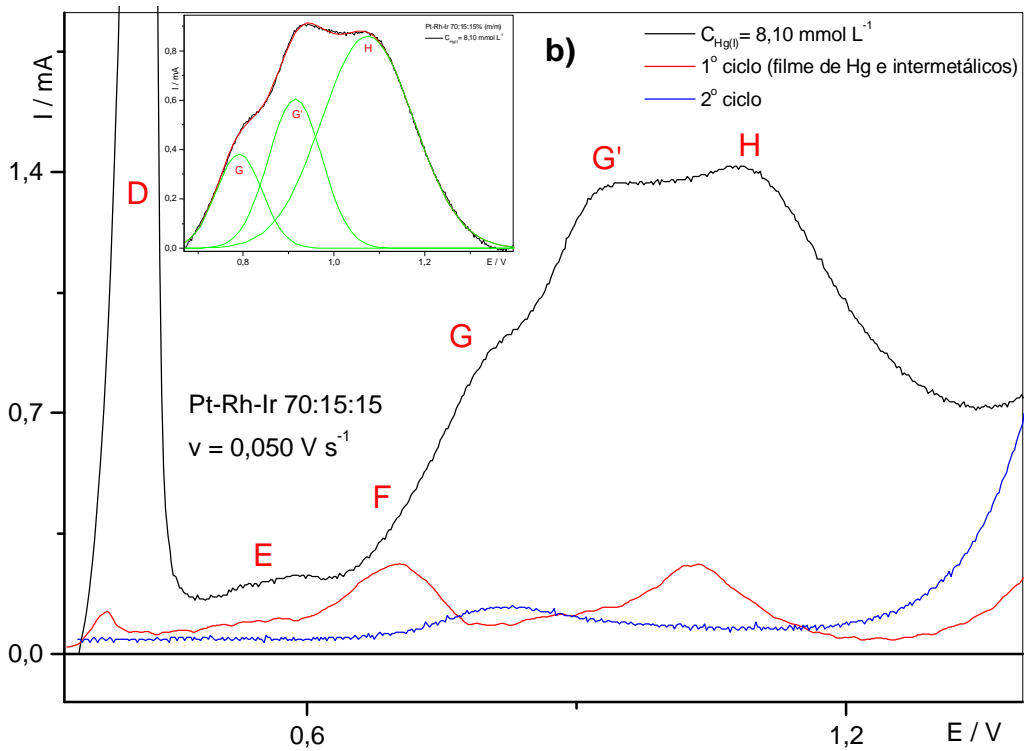 b)
C_Hg(I) = 8,10 mmol L⁻¹
1º ciclo (filme de Hg e intermetálicos)
2º ciclo
Pt-Rh-Ir 70:15:15% (m/m)
C_Hg(I) = 8,10 mmol L⁻¹
I / mA
0,8
0,6
0,4
0,2
0,0
0,8
1,0
1,2
E / V
G
G'
H
I / mA
1,4
0,7
0,0
D
E
F
G
G'
H
Pt-Rh-Ir 70:15:15
v = 0,050 V s⁻¹
0,6
1,2
E / V